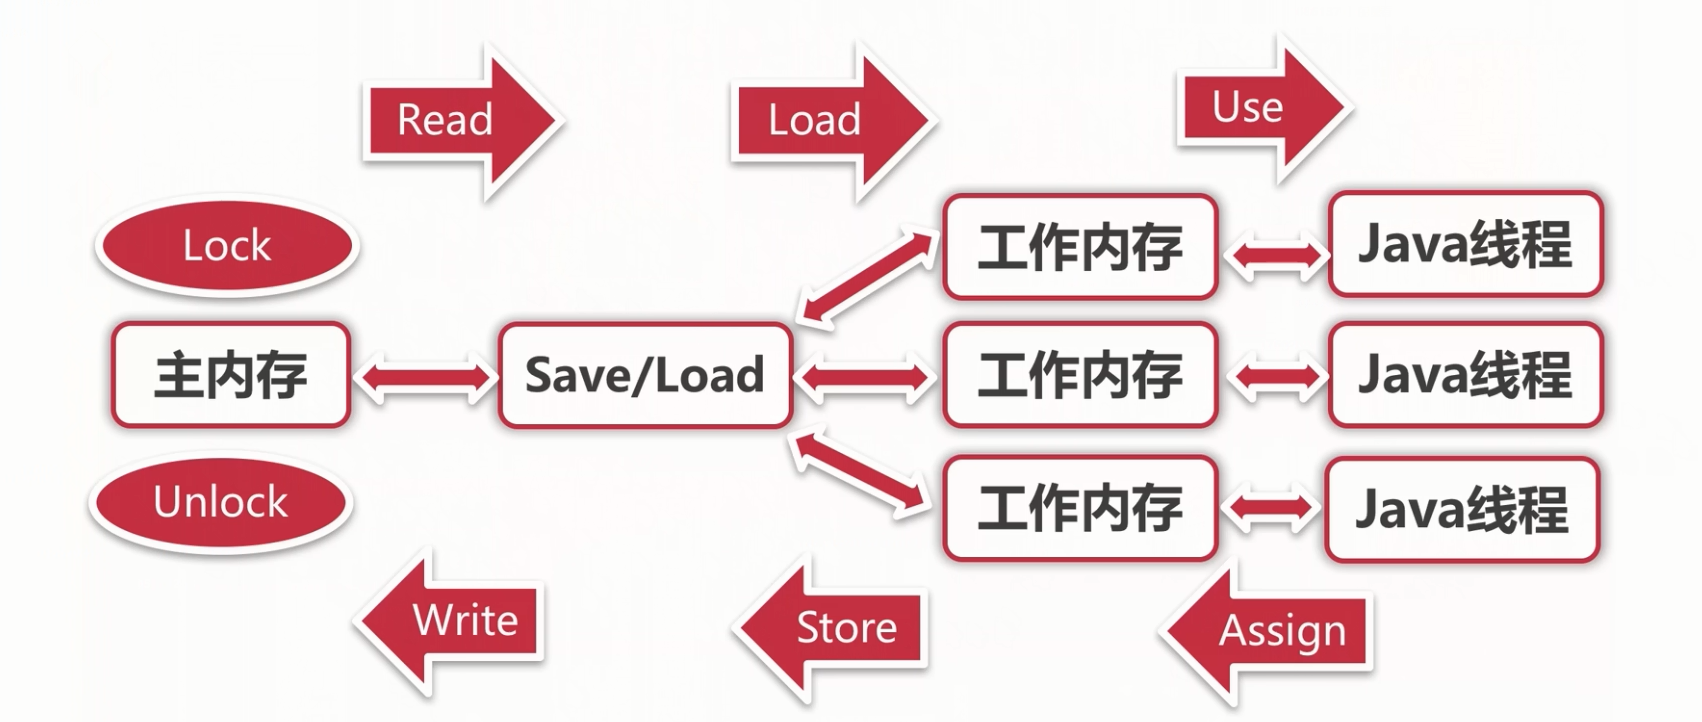 Read
Load
Use
Lock
工作内存
Java线程
主内存
Save/Load
工作内存
Java线程
Unlock
工作内存
Java线程
Write
Store
Assign